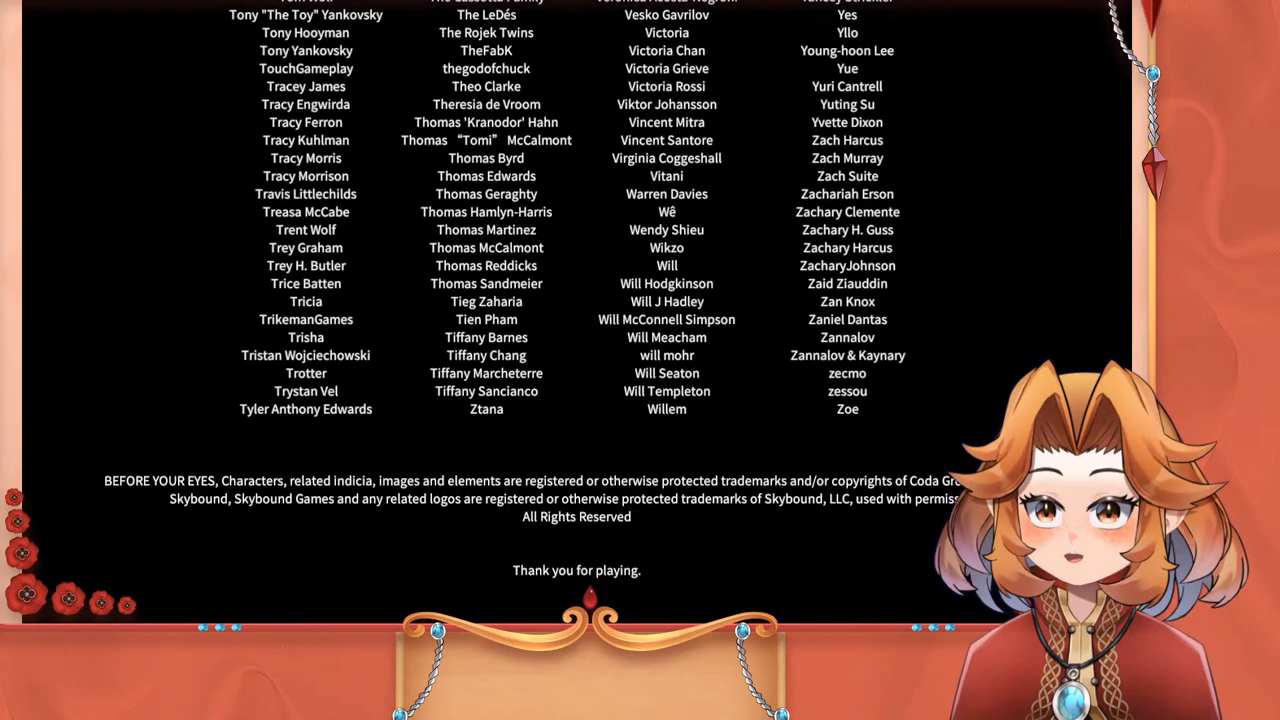 Tony "The Toy" Yankovsky
Tony Hooyman
Tony Yankovsky
TouchGameplay
Tracey James
Tracy Engwirda
Tracy Ferron
Tracy Kuhlman
Tracy Morris
Tracy Morrison
Travis Littlechilds
Treasa McCabe
Trent Wolf
Trey Graham
Trey H. Butler
Trice Batten
Tricia
TrikemanGames
Trisha
Tristan Wojciechowski
Trotter
Trystan Vel
Tyler Anthony Edwards
The LeDés
The Rojek Twins
TheFabK
thegodofchuck
Theo Clarke
Theresia de Vroom
Thomas 'Kranodor' Hahn
Thomas “Tomi” McCalmont
Thomas Byrd
Thomas Edwards
Thomas Geraghty
Thomas Hamlyn-Harris
Thomas Martinez
Thomas McCalmont
Thomas Reddicks
Thomas Sandmeier
Tieg Zaharia
Tien Pham
Tiffany Barnes
Tiffany Chang
Tiffany Marcheterre
Tiffany Sancianco
Ztana
Vesko Gavrilov
Victoria
Victoria Chan
Victoria Grieve
Victoria Rossi
Viktor Johansson
Vincent Mitra
Vincent Santore
Virginia Coggeshall
Vitani
Warren Davies
Wê
Wendy Shieu
Wikzo
Will
Will Hodgkinson
Will J Hadley
Will McConnell Simpson
Will Meacham
will mohr
Will Seaton
Will Templeton
Willem
Yes
Yllo
Young-hoon Lee
Yue
Yuri Cantrell
Yuting Su
Yvette Dixon
Zach Harcus
Zach Murray
Zach Suite
Zachariah Erson
Zachary Clemente
Zachary H. Guss
Zachary Harcus
ZacharyJohnson
Zaid Ziauddin
Zan Knox
Zaniel Dantas
Zannalov
Zannalov & Kaynary
zecmo
zessou
Zoe
BEFORE YOUR EYES, Characters, related indicia, images and elements are registered or otherwise protected trademarks and/or copyrights of Coda
Skybound, Skybound Games and any related logos are registered or otherwise protected trademarks of Skybound, LLC, used with
All Rights Reserved
Thank you for playing.